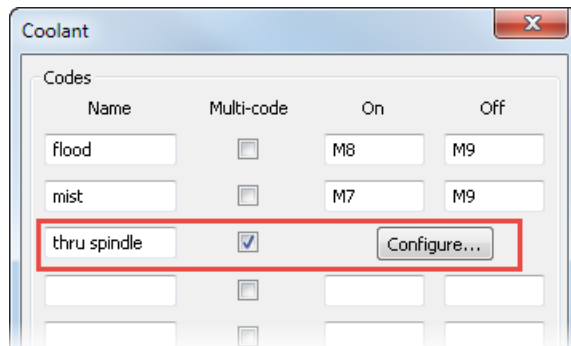 Coolant
Codes
Name Multi-code On Off
flood M8 M9
mist M7 M9
thru spindle Configure...